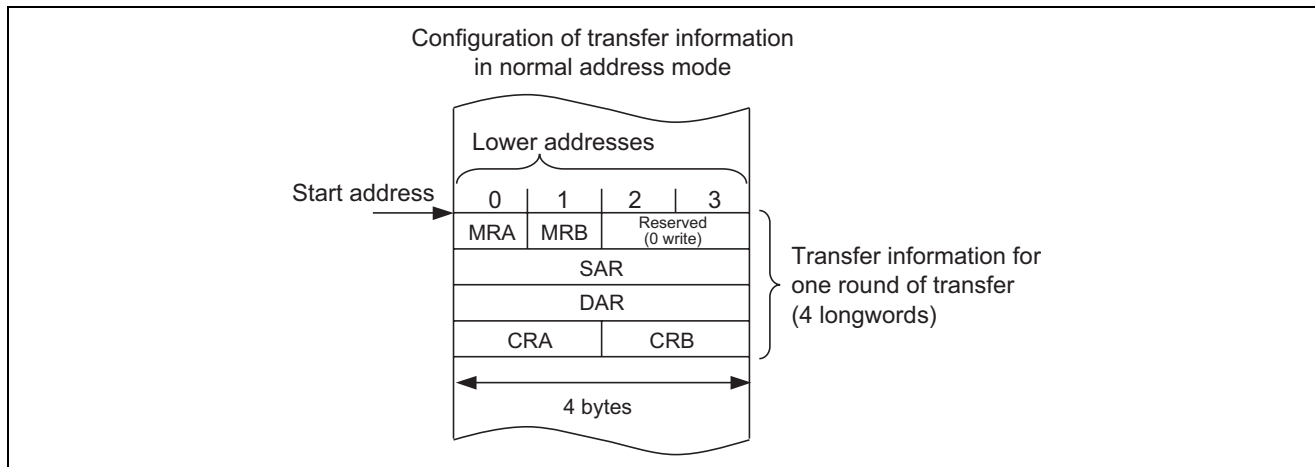 Configuration of transfer information
in normal address mode
Lower addresses
Start address
0 1 2 3
MRA MRB Reserved
(0 write)
SAR
DAR
CRA CRB
Transfer information for
one round of transfer
(4 longwords)
4 bytes